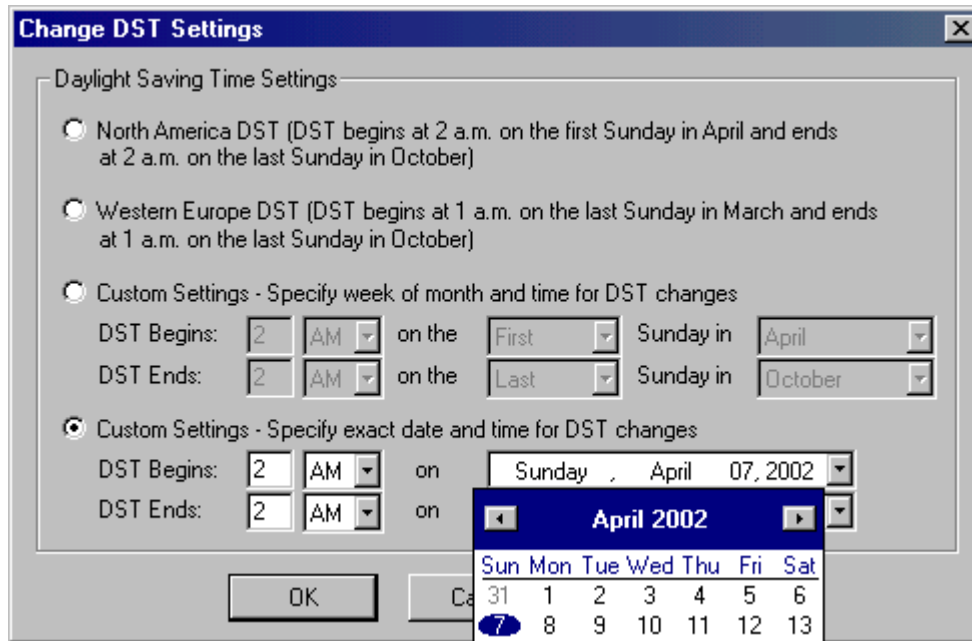 Change DST Settings
Daylight Saving Time Settings
North America DST (DST begins at 2 a.m. on the first Sunday in April and ends
at 2 a.m. on the last Sunday in October)
Western Europe DST (DST begins at 1 a.m. on the last Sunday in March and ends
at 1 a.m. on the last Sunday in October)
Custom Settings - Specify week of month and time for DST changes
DST Begins: 2 AM on the First Sunday in April
DST Ends: 2 AM on the Last Sunday in October
Custom Settings - Specify exact date and time for DST changes
DST Begins: 2 AM on Sunday , April 07, 2002
DST Ends: 2 AM on
April 2002
Sun Mon Tue Wed Thu Fri Sat
31 1 2 3 4 5 6
7 8 9 10 11 12 13
OK